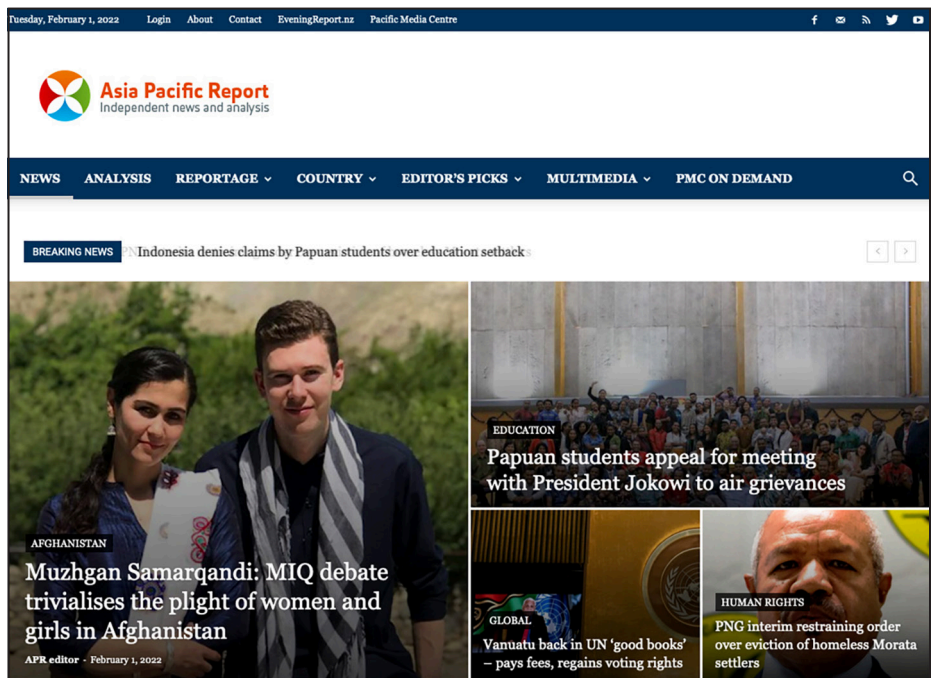 Tuesday, February 1, 2022 Login About Contact EveningReport.nz Pacific Media Centre
Asia Pacific Report
Independent news and analysis
NEWS ANALYSIS REPORTAGE COUNTRY EDITOR'S PICKS MULTIMEDIA PMC ON DEMAND
BREAKING NEWS Indonesia denies claims by Papuan students over education setback
EDUCATION
Papuan students appeal for meeting
with President Jokowi to air grievances
AFGHANISTAN
Muzhgan Samarqandi: MIQ debate
trivialises the plight of women and
girls in Afghanistan
APR editor - February 1, 2022
GLOBAL
Vanuatu back in UN 'good books'
– pays fees, regains voting rights
HUMAN RIGHTS
PNG interim restraining order
over eviction of homeless Morata
settlers